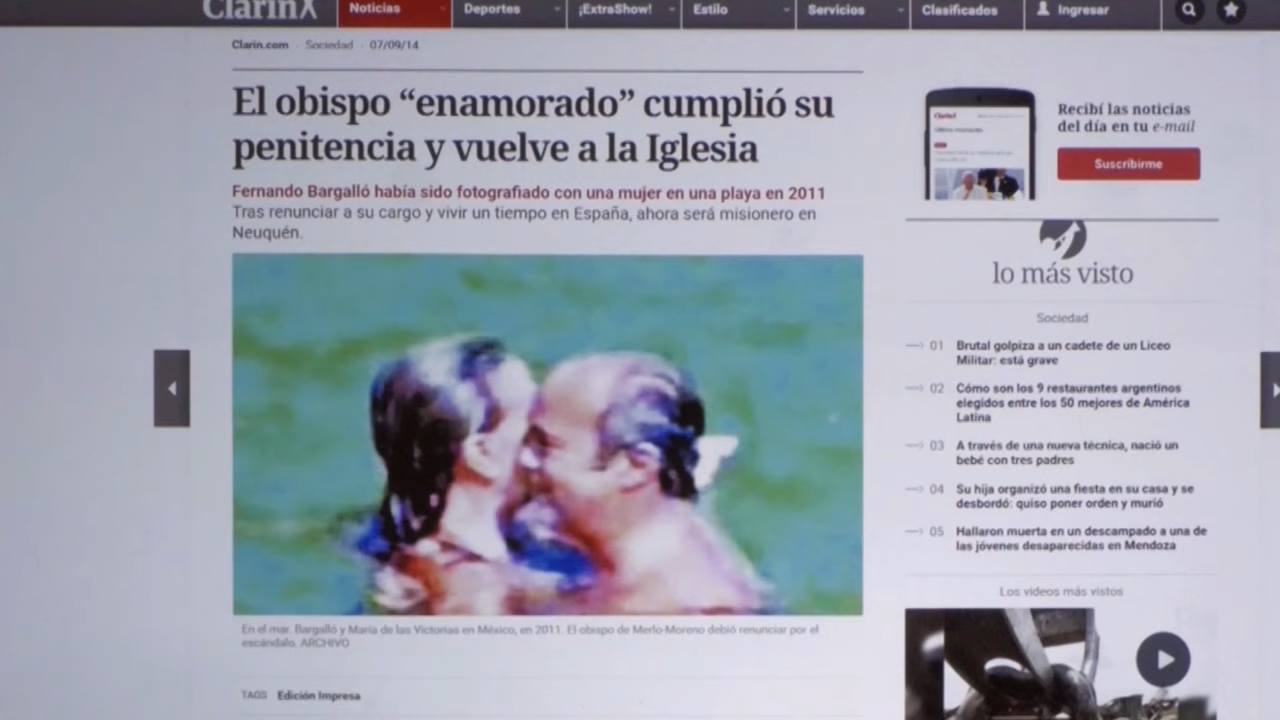 ClarínX
Noticias
Deportes
¡ExtraShow!
Estilo
Servicios
Clasificados
Ingresar
Clarín.com · Sociedad · 07/09/14
El obispo “enamorado” cumplió su
penitencia y vuelve a la Iglesia
Fernando Bargalló había sido fotografiado con una mujer en una playa en 2011
Tras renunciar a su cargo y vivir un tiempo en España, ahora será misionero en
Neuquén.
En el mar. Bargalló y María de las Victorias en México, en 2011. El obispo de Merlo-Moreno debió renunciar por el
escándalo. ARCHIVO
TAGS Edición Impresa
Recibí las noticias
del día en tu e-mail
Suscribirme
lo más visto
Sociedad
01 Brutal golpiza a un cadete de un Liceo
Militar: está grave
02 Cómo son los 9 restaurantes argentinos
elegidos entre los 50 mejores de América
Latina
03 A través de una nueva técnica, nació un
bebé con tres padres
04 Su hija organizó una fiesta en su casa y se
desbordó: quiso poner orden y murió
05 Hallaron muerta en un descampado a una de
las jóvenes desaparecidas en Mendoza
Los videos más vistos